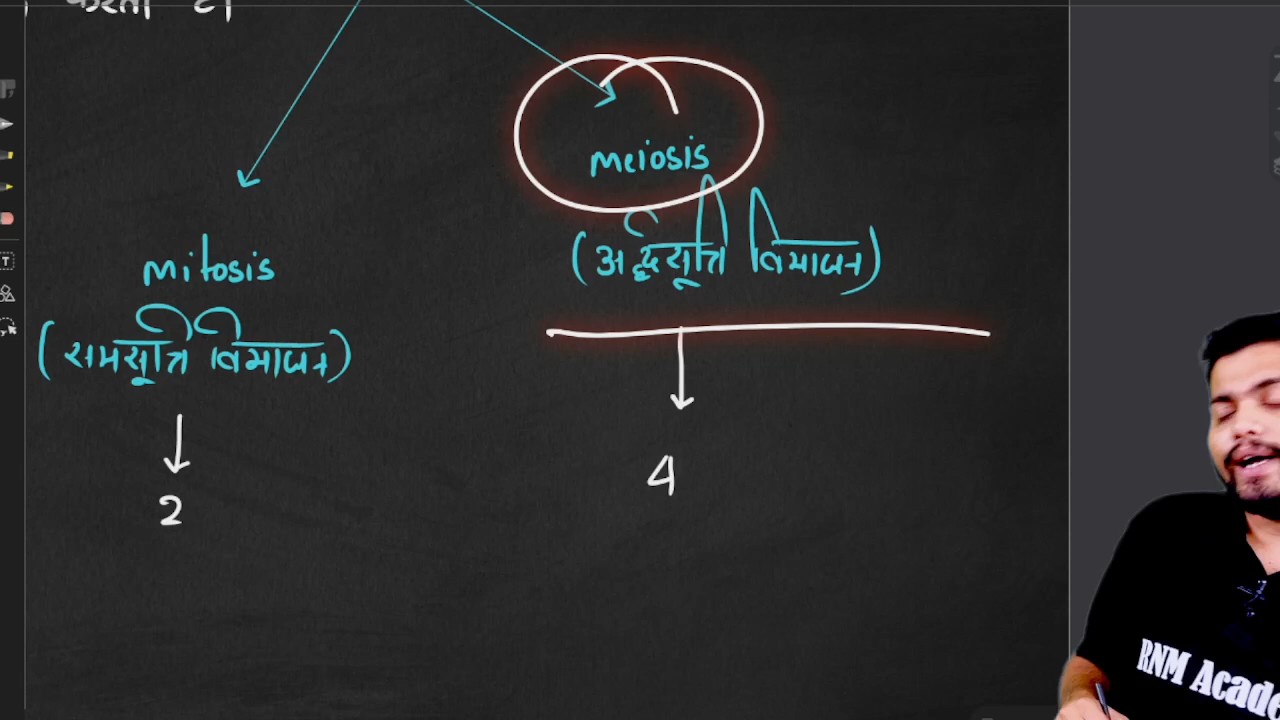 करता है।
meiosis
(अर्द्धसूत्रि विभाजन)
mitosis
(समसूत्रि विभाजन)
2
4
T
RNM Acade